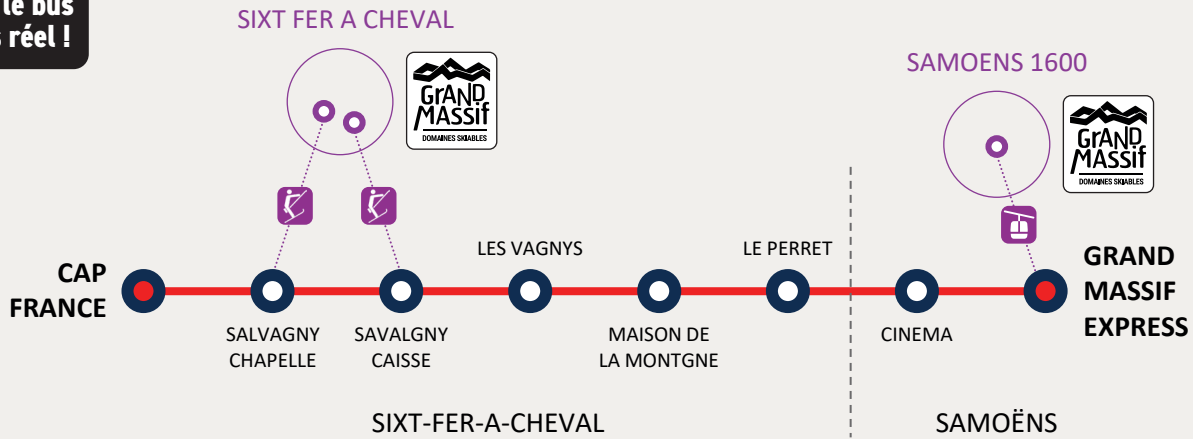 le bus
s réel !
SIXT FER A CHEVAL
GRAND
MASSIF
DOMAINES SKIABLES
SAMOENS 1600
GRAND
MASSIF
DOMAINES SKIABLES
LES VAGNYS
LE PERRET
CAP
FRANCE
GRAND
MASSIF
EXPRESS
SALVAGNY
CHAPELLE
SAVALGNY
CAISSE
MAISON DE
LA MONTGNE
CINEMA
SIXT-FER-A-CHEVAL
SAMOËNS